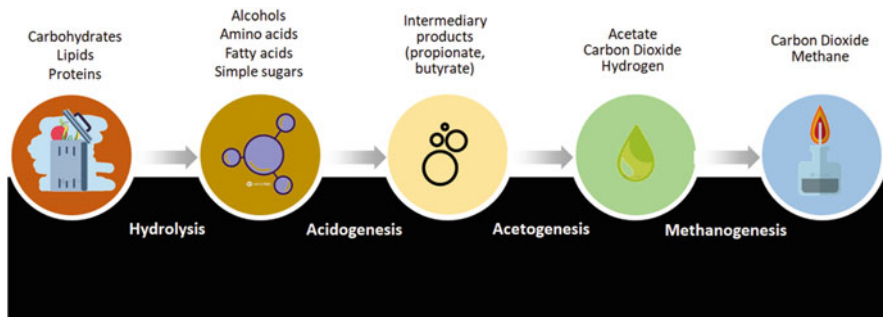 Carbohydrates
Lipids
Proteins
Alcohols
Amino acids
Fatty acids
Simple sugars
Intermediary
products
(propionate,
butyrate)
Acetate
Carbon Dioxide
Hydrogen
Carbon Dioxide
Methane
Hydrolysis
Acidogenesis
Acetogenesis
Methanogenesis